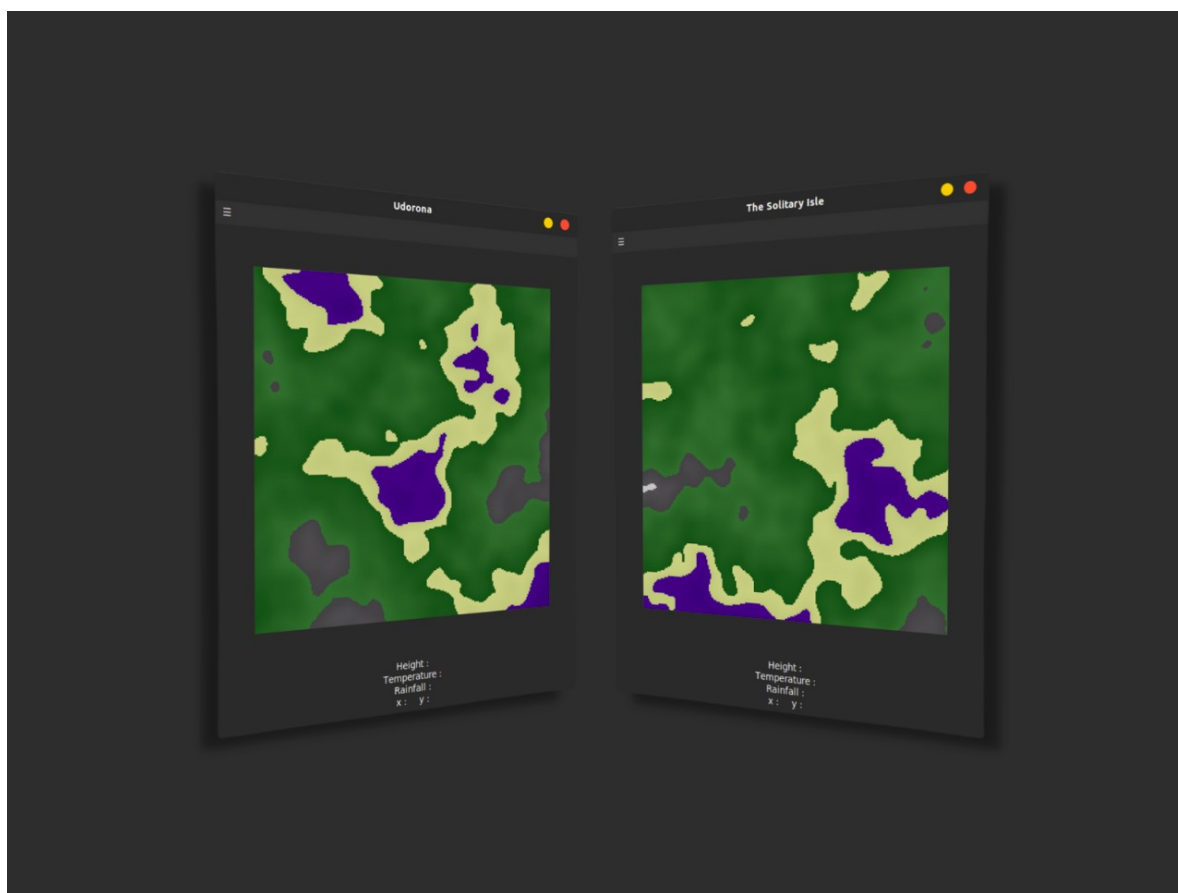 Udorona
Height :
Temperature :
Rainfall :
x : y :
The Solitary Isle
Height :
Temperature :
Rainfall :
x : y :